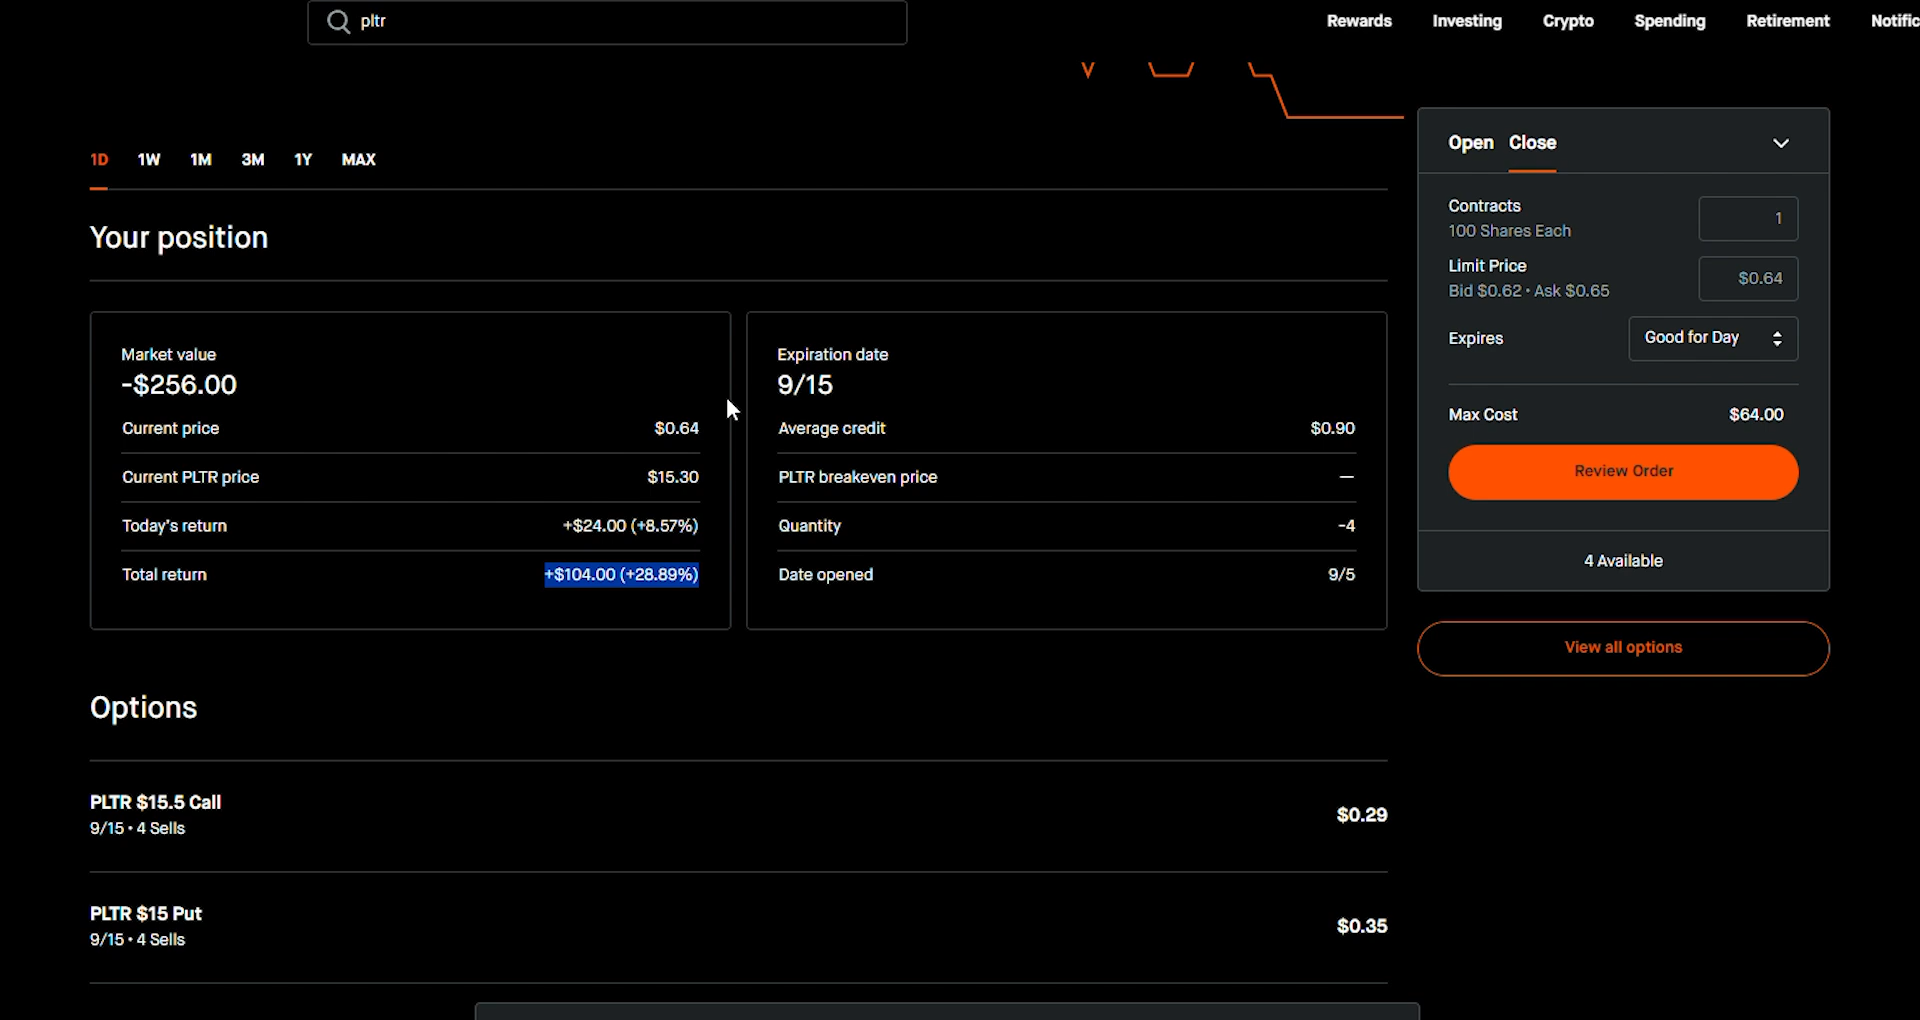 pltr
Rewards Investing Crypto Spending Retirement Notific
1D 1W 1M 3M 1Y MAX
Your position
Market value
-$256.00
Current price $0.64
Current PLTR price $15.30
Today's return +$24.00 (+8.57%)
Total return +$104.00 (+28.89%)
Expiration date
9/15
Average credit $0.90
PLTR breakeven price —
Quantity -4
Date opened 9/5
Open Close
Contracts 1
100 Shares Each
Limit Price $0.64
Bid $0.62 • Ask $0.65
Expires Good for Day
Max Cost $64.00
Review Order
4 Available
View all options
Options
PLTR $15.5 Call
9/15 • 4 Sells
$0.29
PLTR $15 Put
9/15 • 4 Sells
$0.35